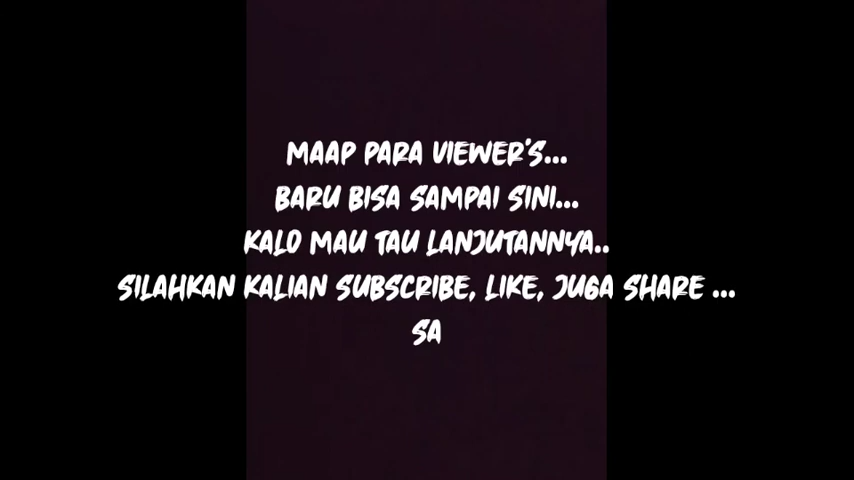 MAAP PARA VIEWER'S...
BARU BISA SAMPAI SINI...
KALO MAU TAU LANJUTANNYA..
SILAHKAN KALIAN SUBSCRIBE, LIKE, JUGA SHARE ...
SA